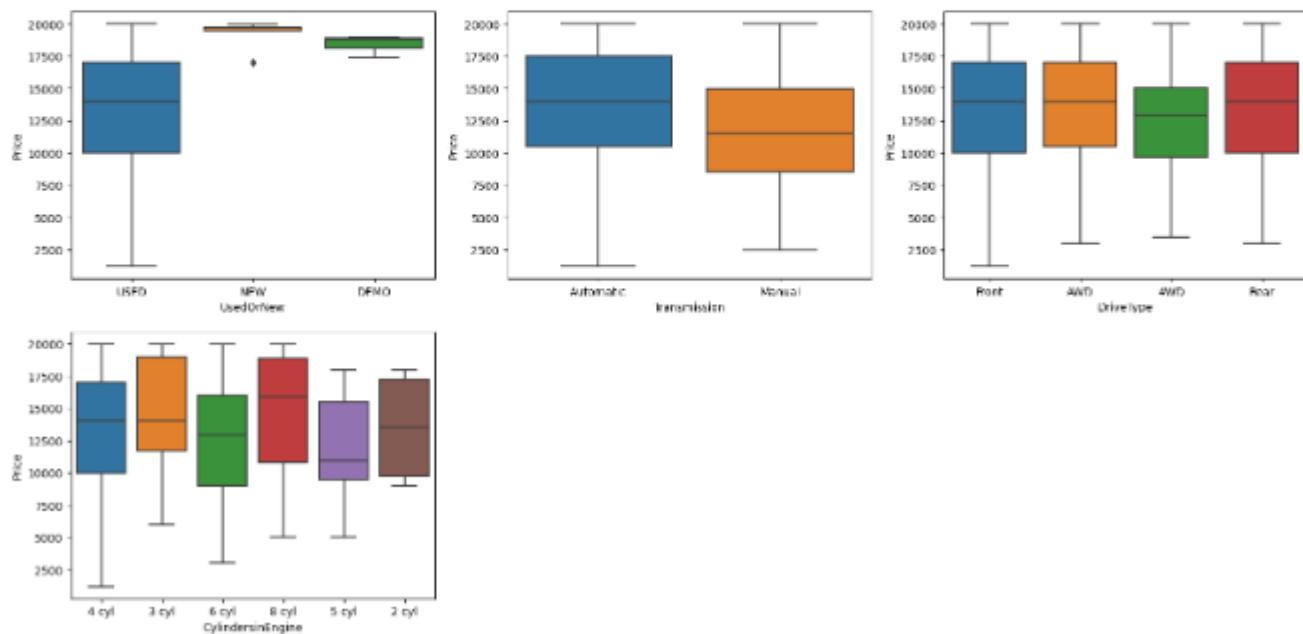 20000
17500
15000
12500
10000
7500
5000
2500
Price
USED NEW DEMO
UsedOrNew
20000
17500
15000
12500
10000
7500
5000
2500
Price
Automatic Manual
Transmission
20000
17500
15000
12500
10000
7500
5000
2500
Price
Front AWD 4WD Rear
DriveType
20000
17500
15000
12500
10000
7500
5000
2500
Price
4 cyl 3 cyl 6 cyl 8 cyl 5 cyl 2 cyl
CylindersinEngine